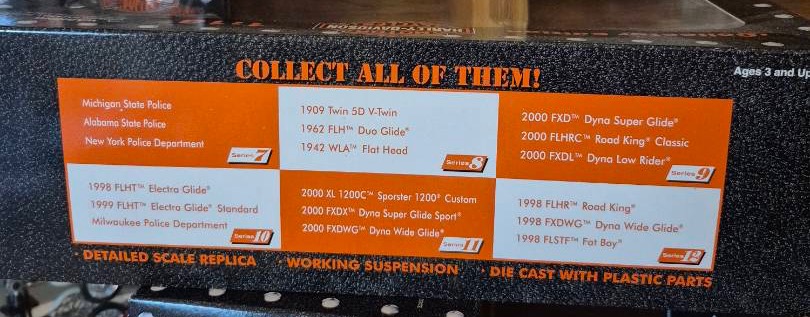 HARLEY-DAVIDSON
COLLECT ALL OF THEM!
Ages 3 and Up
Michigan State Police
Alabama State Police
New York Police Department
Series 7
1909 Twin 5D V-Twin
1962 FLH™ Duo Glide®
1942 WLA™ Flat Head
Series 8
2000 FXD™ Dyna Super Glide®
2000 FLHRC™ Road King® Classic
2000 FXDL™ Dyna Low Rider®
Series 9
1998 FLHT™ Electra Glide®
1999 FLHT™ Electra Glide® Standard
Milwaukee Police Department
Series 10
2000 XL 1200C™ Sporster 1200® Custom
2000 FXDX™ Dyna Super Glide Sport®
2000 FXDWG™ Dyna Wide Glide®
Series 11
1998 FLHR™ Road King®
1998 FXDWG™ Dyna Wide Glide®
1998 FLSTF™ Fat Boy®
Series 12
· DETAILED SCALE REPLICA · WORKING SUSPENSION · DIE CAST WITH PLASTIC PARTS